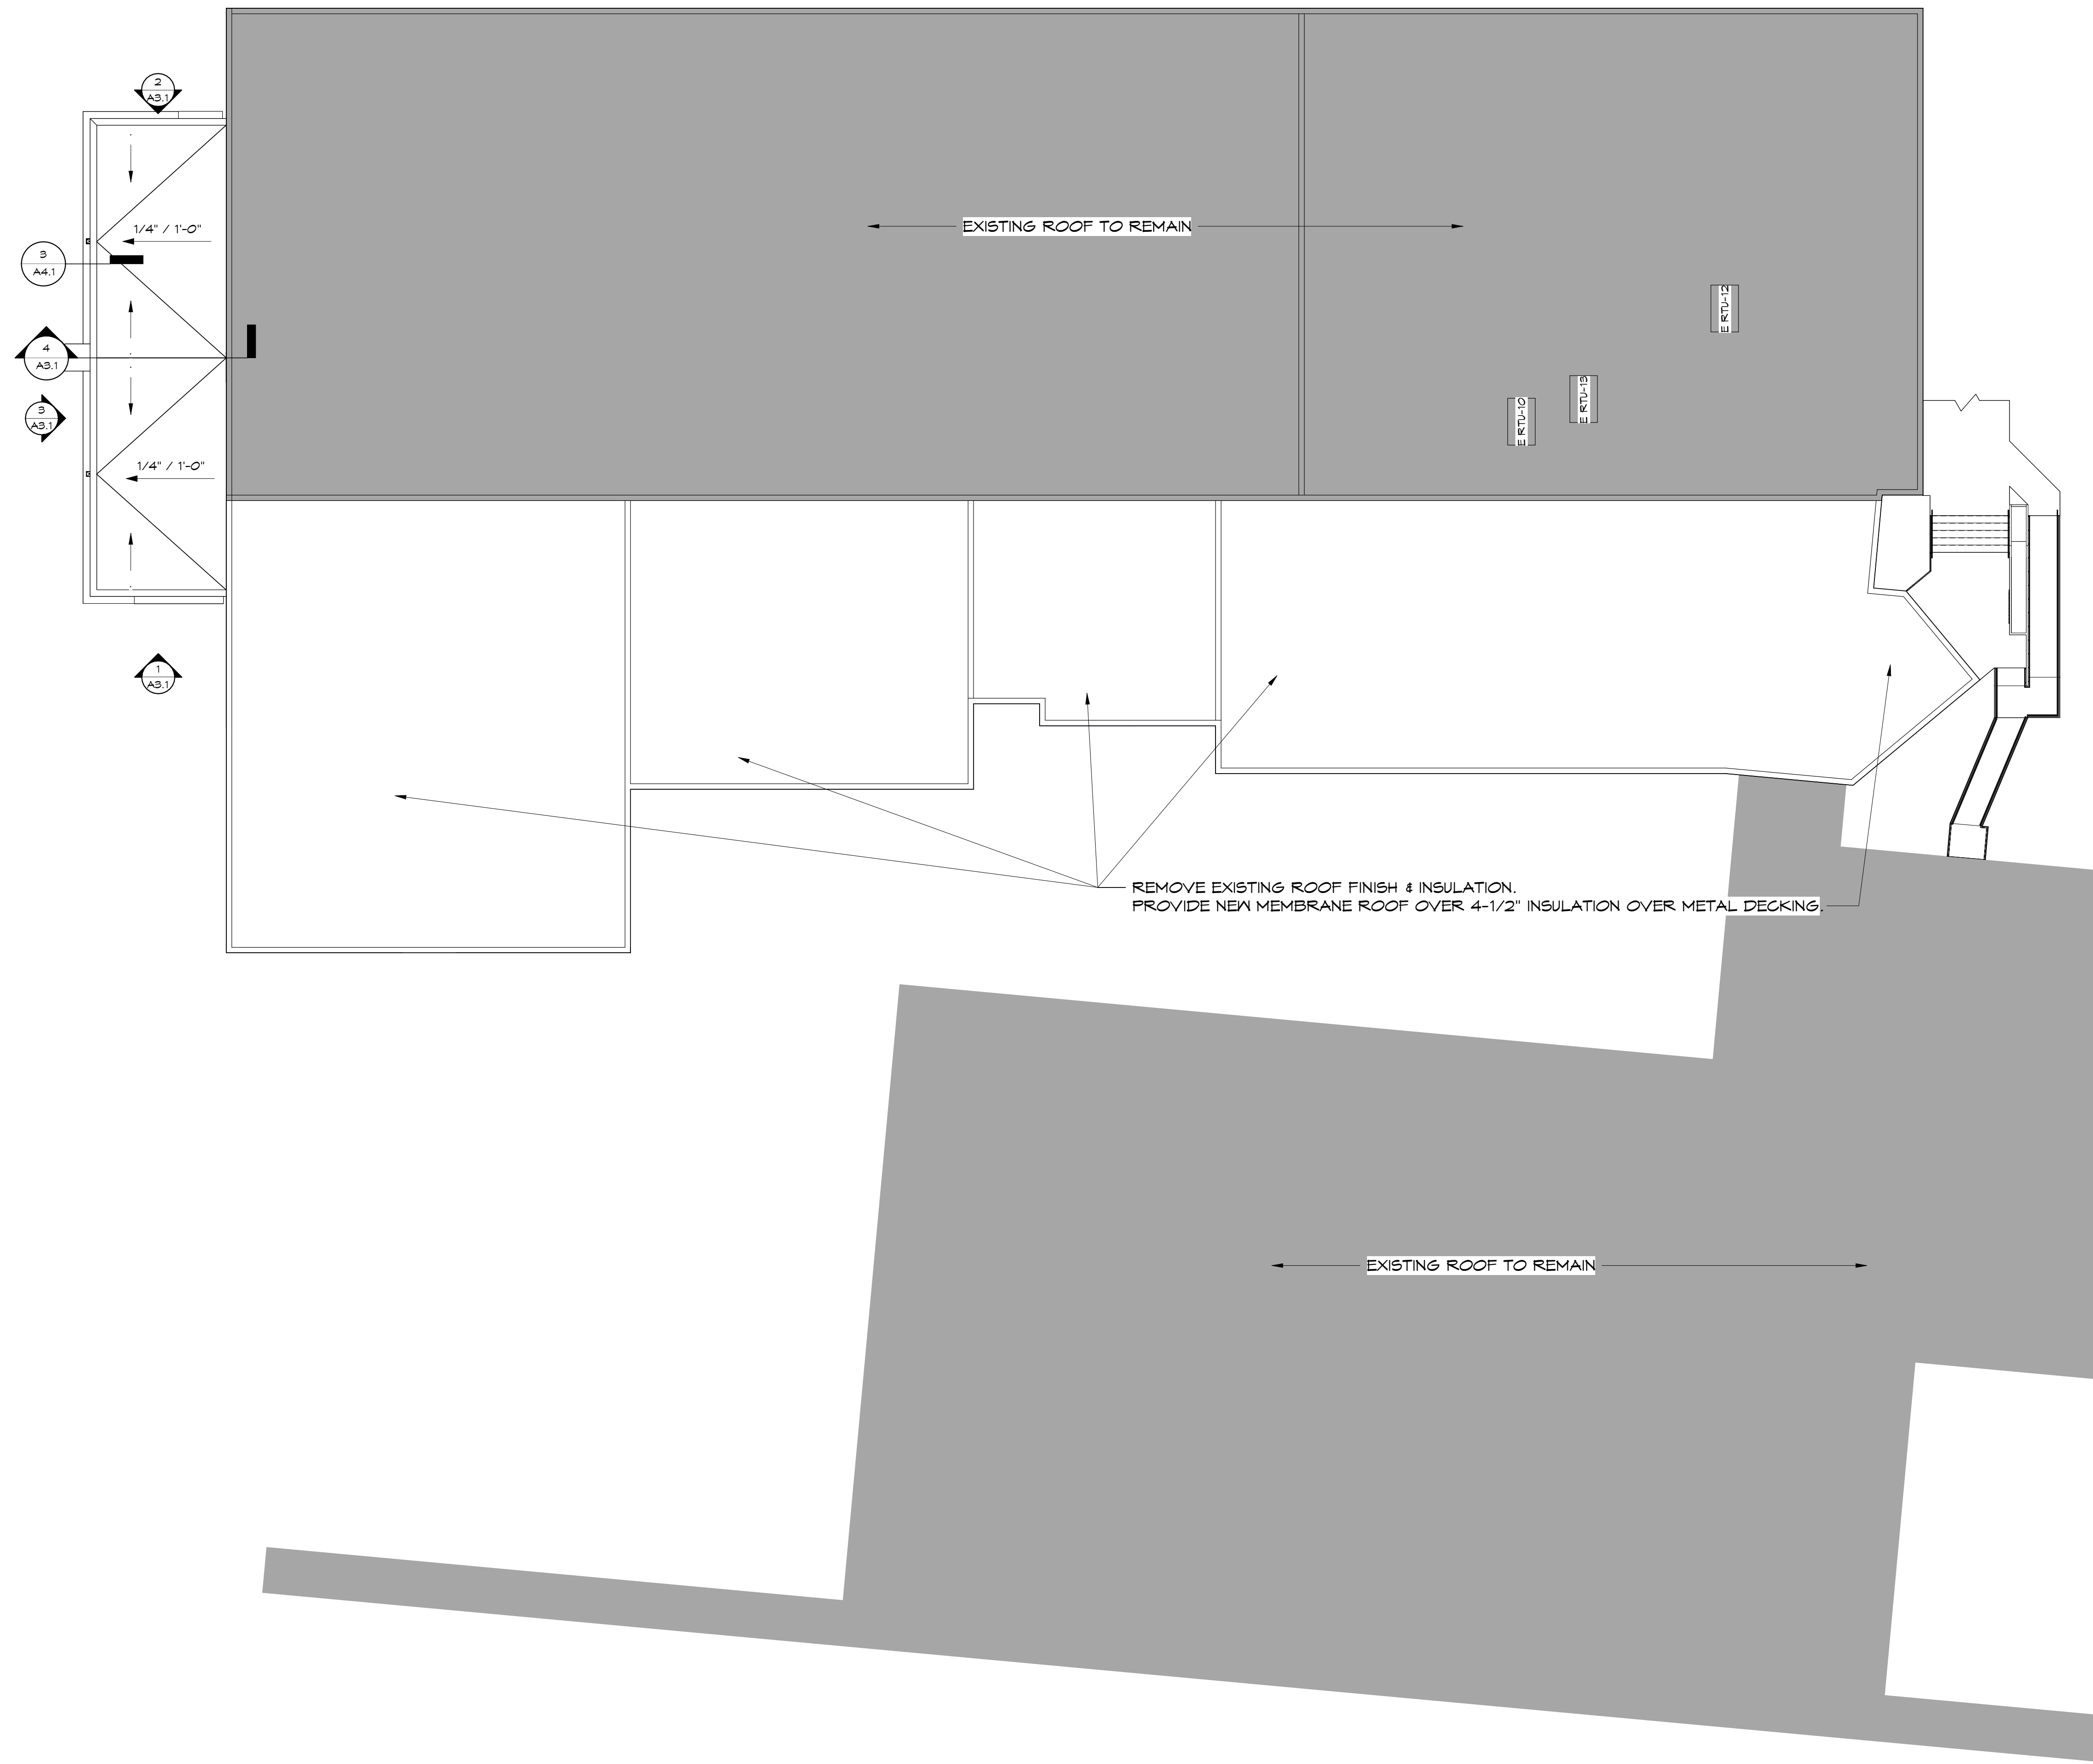 2
A3.1
1/4" / 1'-0"
EXISTING ROOF TO REMAIN
3
A4.1
E RTU-12
4
A3.1
E RTU-13
3
A3.1
E RTU-10
1/4" / 1'-0"
1
A3.1
REMOVE EXISTING ROOF FINISH & INSULATION.
PROVIDE NEW MEMBRANE ROOF OVER 4-1/2" INSULATION OVER METAL DECKING.
EXISTING ROOF TO REMAIN